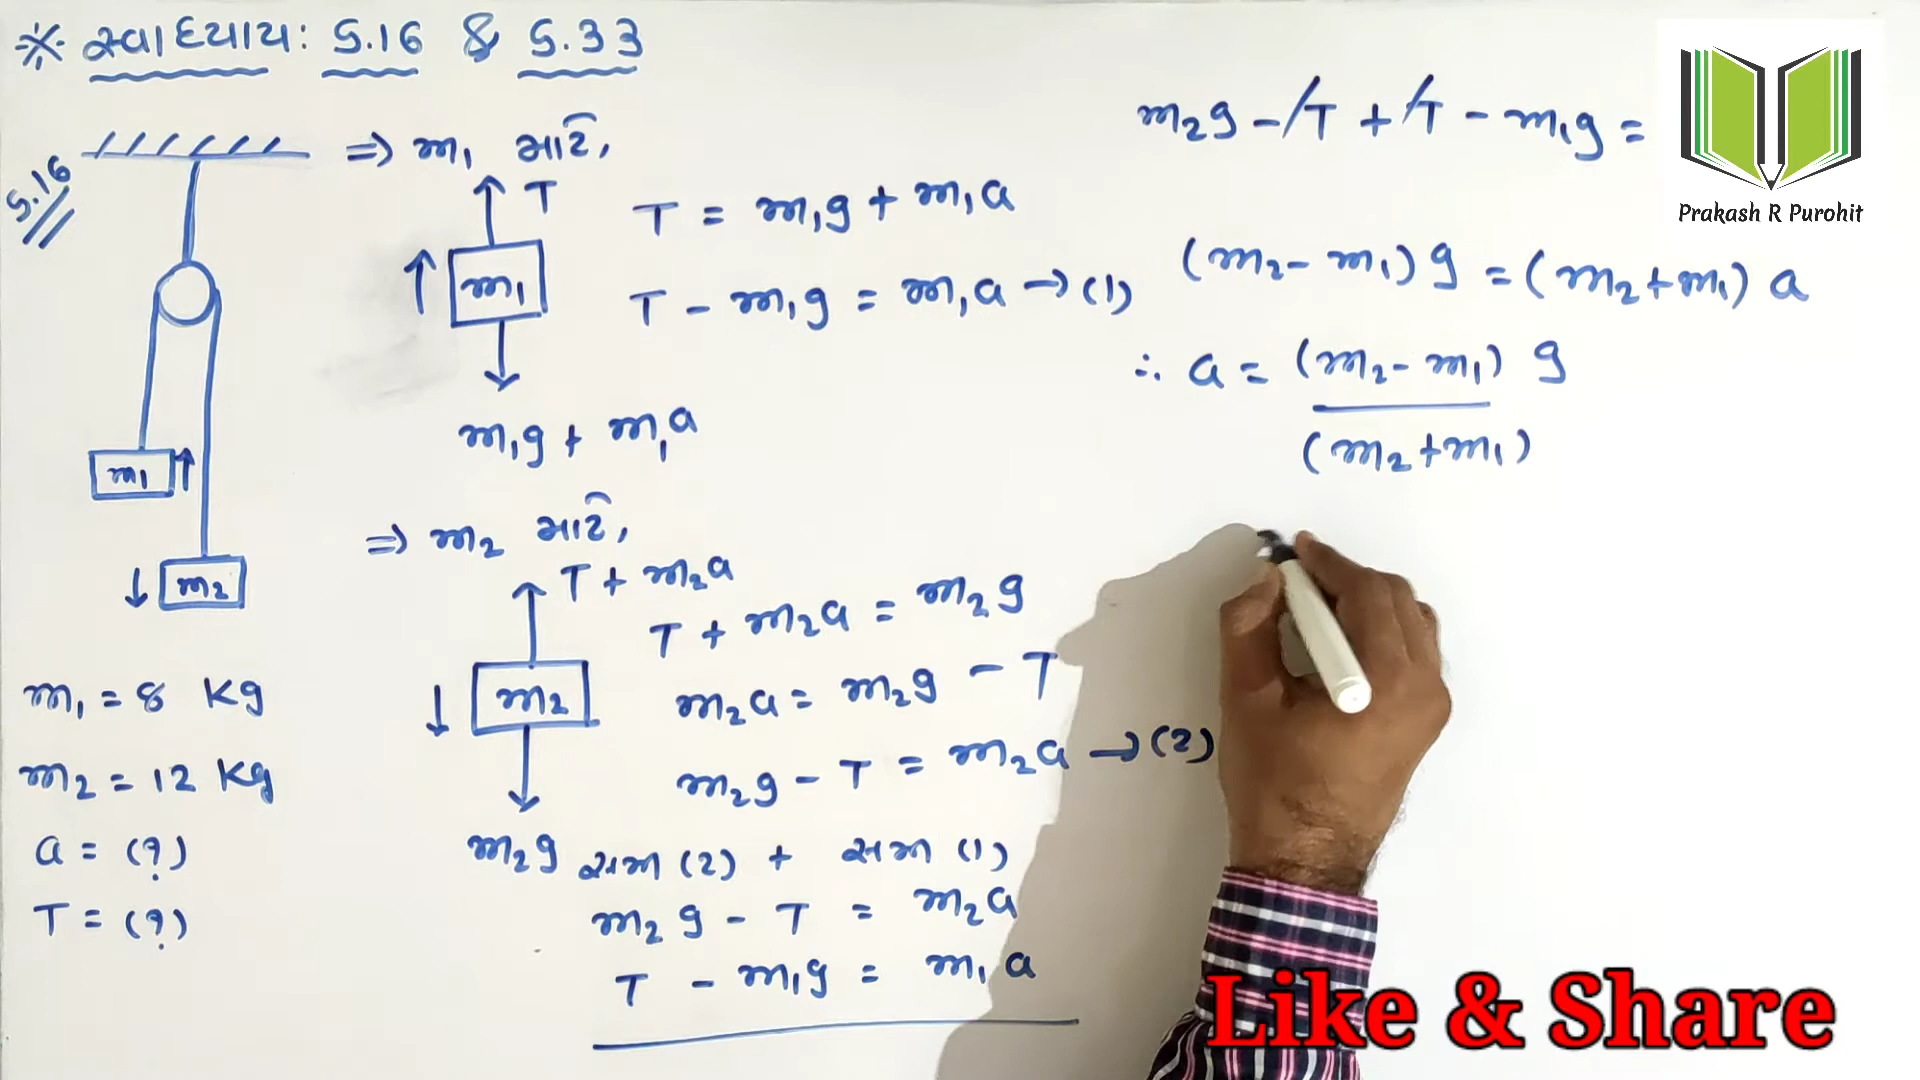 ※ સ્વાધ્યાય: 5.16 & 5.33
5.16
m₁
m₂
m₁ = 8 Kg
m₂ = 12 Kg
a = (?)
T = (?)
⇒ m₁ માટે,
T
m₁
m₁g + m₁a
T = m₁g + m₁a
T - m₁g = m₁a → (1)
⇒ m₂ માટે,
T + m₂a
m₂
m₂g
T + m₂a = m₂g
m₂a = m₂g - T
m₂g - T = m₂a → (2)
સમ (2) + સમ (1)
m₂g - T = m₂a
T - m₁g = m₁a
m₂g - T + T - m₁g =
(m₂ - m₁) g = (m₂ + m₁) a
∴ a = (m₂ - m₁) g
(m₂ + m₁)
Prakash R Purohit
Like & Share